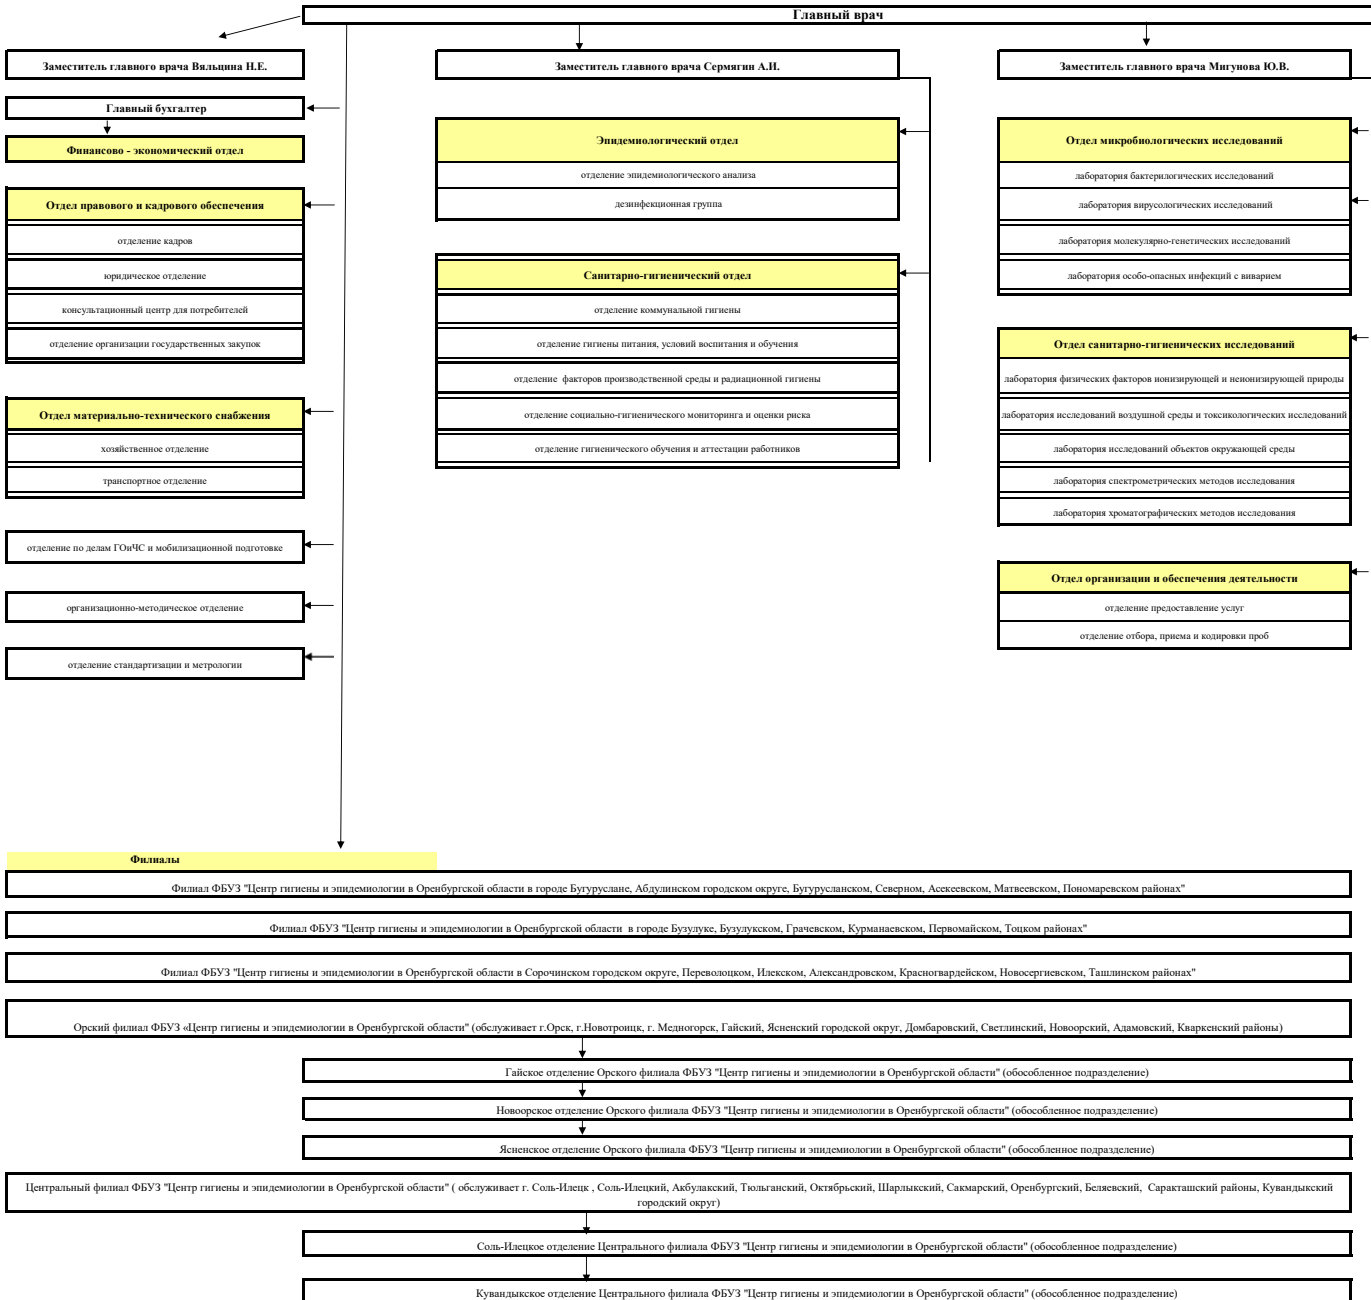 Главный врач
Заместитель главного врача Вяльцина Н.Е.
Главный бухгалтер
Финансово - экономический отдел
Отдел правового и кадрового обеспечения
отделение кадров
юридическое отделение
консультационный центр для потребителей
отделение организации государственных закупок
Отдел материально-технического снабжения
хозяйственное отделение
транспортное отделение
отделение по делам ГОиЧС и мобилизационной подготовке
организационно-методическое отделение
отделение стандартизации и метрологии
Заместитель главного врача Сермягин А.И.
Эпидемиологический отдел
отделение эпидемиологического анализа
дезинфекционная группа
Санитарно-гигиенический отдел
отделение коммунальной гигиены
отделение гигиены питания, условий воспитания и обучения
отделение факторов производственной среды и радиационной гигиены
отделение социально-гигиенического мониторинга и оценки риска
отделение гигиенического обучения и аттестации работников
Заместитель главного врача Мигунова Ю.В.
Отдел микробиологических исследований
лаборатория бактерилогических исследований
лаборатория вирусологических исследований
лаборатория молекулярно-генетических исследований
лаборатория особо-опасных инфекций с виварием
Отдел санитарно-гигиенических исследований
лаборатория физических факторов ионизирующей и неионизирующей природы
лаборатория исследований воздушной среды и токсикологических исследований
лаборатория исследований объектов окружающей среды
лаборатория спектрометрических методов исследования
лаборатория хроматографических методов исследования
Отдел организации и обеспечения деятельности
отделение предоставление услуг
отделение отбора, приема и кодировки проб
Филиалы
Филиал ФБУЗ "Центр гигиены и эпидемиологии в Оренбургской области в городе Бугуруслане, Абдулинском городском округе, Бугурусланском, Северном, Асекеевском, Матвеевском, Пономаревском районах"
Филиал ФБУЗ "Центр гигиены и эпидемиологии в Оренбургской области в городе Бузулуке, Бузулукском, Грачевском, Курманаевском, Первомайском, Тоцком районах"
Филиал ФБУЗ "Центр гигиены и эпидемиологии в Оренбургской области в Сорочинском городском округе, Переволоцком, Илекском, Александровском, Красногвардейском, Новосергиевском, Ташлинском районах"
Орский филиал ФБУЗ «Центр гигиены и эпидемиологии в Оренбургской области" (обслуживает г.Орск, г.Новотроицк, г. Медногорск, Гайский, Ясненский городской округ, Домбаровский, Светлинский, Новоорский, Адамовский, Кваркенский районы)
Гайское отделение Орского филиала ФБУЗ "Центр гигиены и эпидемиологии в Оренбургской области" (обособленное подразделение)
Новоорское отделение Орского филиала ФБУЗ "Центр гигиены и эпидемиологии в Оренбургской области" (обособленное подразделение)
Ясненское отделение Орского филиала ФБУЗ "Центр гигиены и эпидемиологии в Оренбургской области" (обособленное подразделение)
Центральный филиал ФБУЗ "Центр гигиены и эпидемиологии в Оренбургской области" ( обслуживает г. Соль-Илецк , Соль-Илецкий, Акбулакский, Тюльганский, Октябрьский, Шарлыкский, Сакмарский, Оренбургский, Беляевский, Саракташский районы, Кувандыкский
городский округ)
Соль-Илецкое отделение Центрального филиала ФБУЗ "Центр гигиены и эпидемиологии в Оренбургской области" (обособленное подразделение)
Кувандыкское отделение Центрального филиала ФБУЗ "Центр гигиены и эпидемиологии в Оренбургской области" (обособленное подразделение)